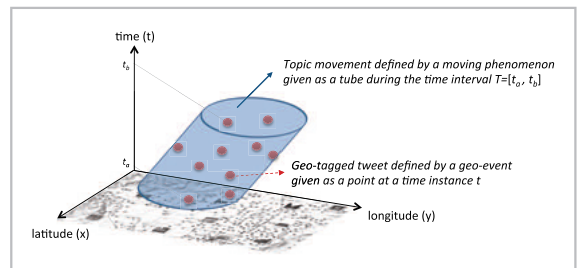 time (t)
t_b
Topic movement defined by a moving phenomenon
given as a tube during the time interval T=[t_a , t_b]
t_a
Geo-tagged tweet defined by a geo-event
given as a point at a time instance t
longitude (y)
latitude (x)